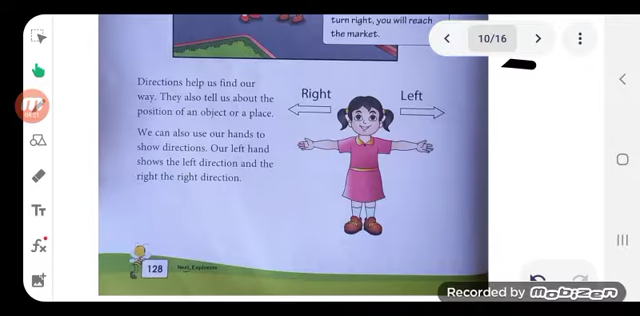 turn right, you will reach
the market.
10/16
Directions help us find our
way. They also tell us about the
position of an object or a place.
Right
Left
We can also use our hands to
show directions. Our left hand
shows the left direction and the
right the right direction.
128
Next_Explorers
Recorded by mobizen